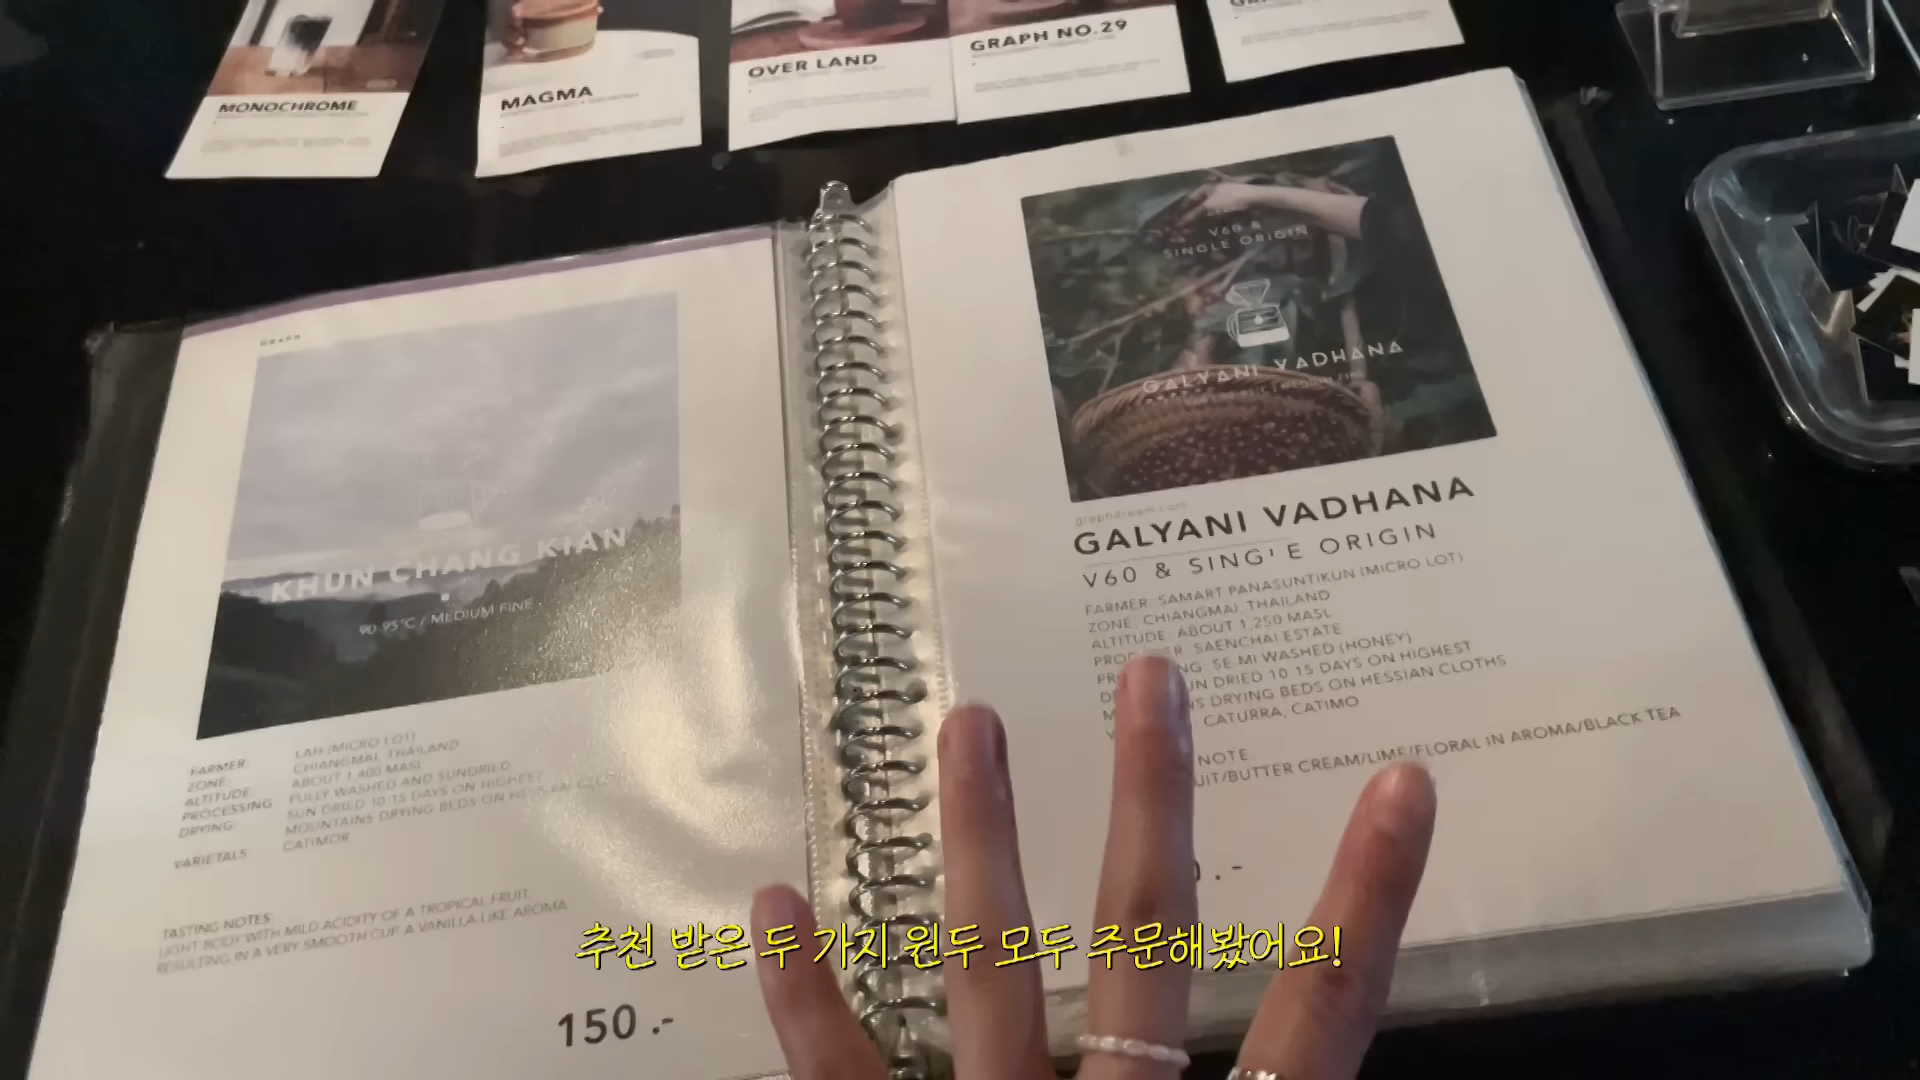 MONOCHROME
MAGMA
OVER LAND
GRAPH NO.29
GRAPH
KHUN CHANG KIAN
90-95°C / MEDIUM FINE
FARMER: LAH (MICRO LOT)
ZONE: CHIANGMAI, THAILAND
ALTITUDE: ABOUT 1,400 MASL
PROCESSING FULLY WASHED AND SUNDRIED
DRYING: SUN DRIED 10-15 DAYS ON HIGHEST
MOUNTAINS DRYING BEDS ON HESSIAN CLOTHS
VARIETALS: CATIMOR
TASTING NOTES
LIGHT BODY WITH MILD ACIDITY OF A TROPICAL FRUIT,
RESULTING IN A VERY SMOOTH CUP A VANILLA-LIKE AROMA
150 .-
V60 &
SINGLE ORIGIN
GALYANI VADHANA
graphdream.com
GALYANI VADHANA
V60 & SING E ORIGIN
FARMER: SAMART PANASUNTIKUN (MICRO LOT)
ZONE: CHIANGMAI, THAILAND
ALTITUDE: ABOUT 1,250 MASL
SAENCHAI ESTATE
SEMI WASHED (HONEY)
DRIED 10-15 DAYS ON HIGHEST
DRYING BEDS ON HESSIAN CLOTHS
CATURRA, CATIMO
NOTE
BUTTER CREAM/LIME/FLORAL IN AROMA/BLACK TEA
추천 받은 두 가지 원두 모두 주문해봤어요!